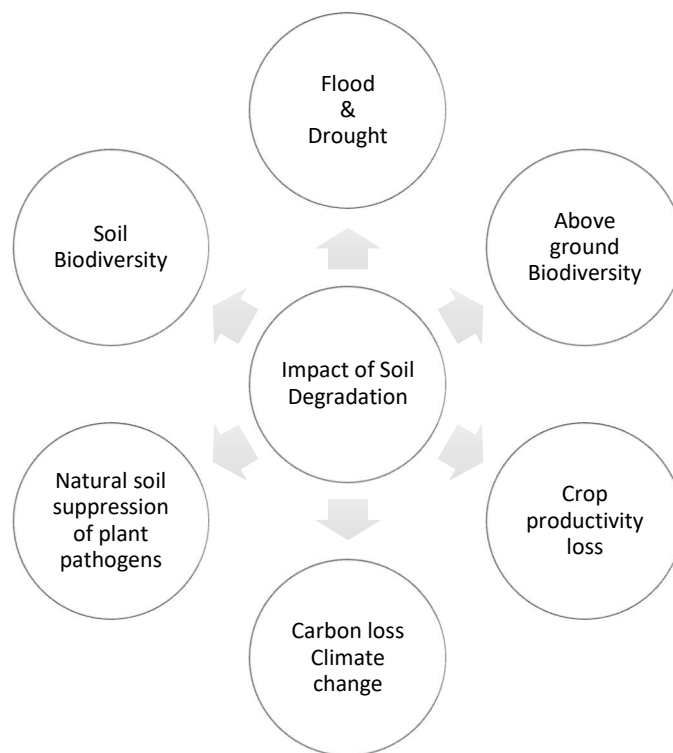 Flood
&
Drought
Above
ground
Biodiversity
Crop
productivity
loss
Carbon loss
Climate
change
Natural soil
suppression
of plant
pathogens
Soil
Biodiversity
Impact of Soil
Degradation